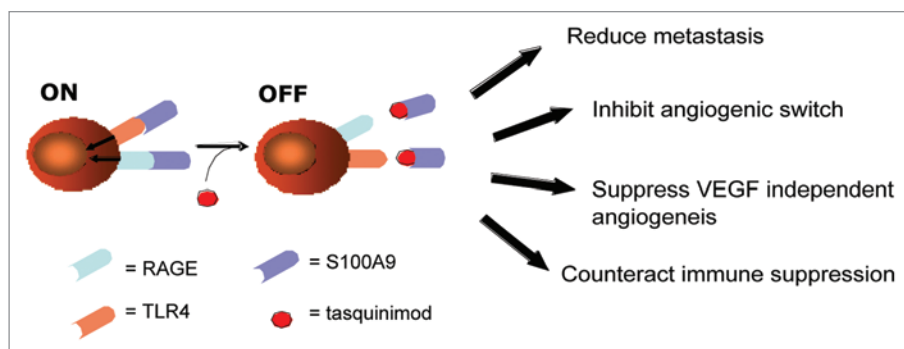 ON
OFF
Reduce metastasis
Inhibit angiogenic switch
Suppress VEGF independent
angiogeneis
Counteract immune suppression
= RAGE
= S100A9
= TLR4
= tasquinimod